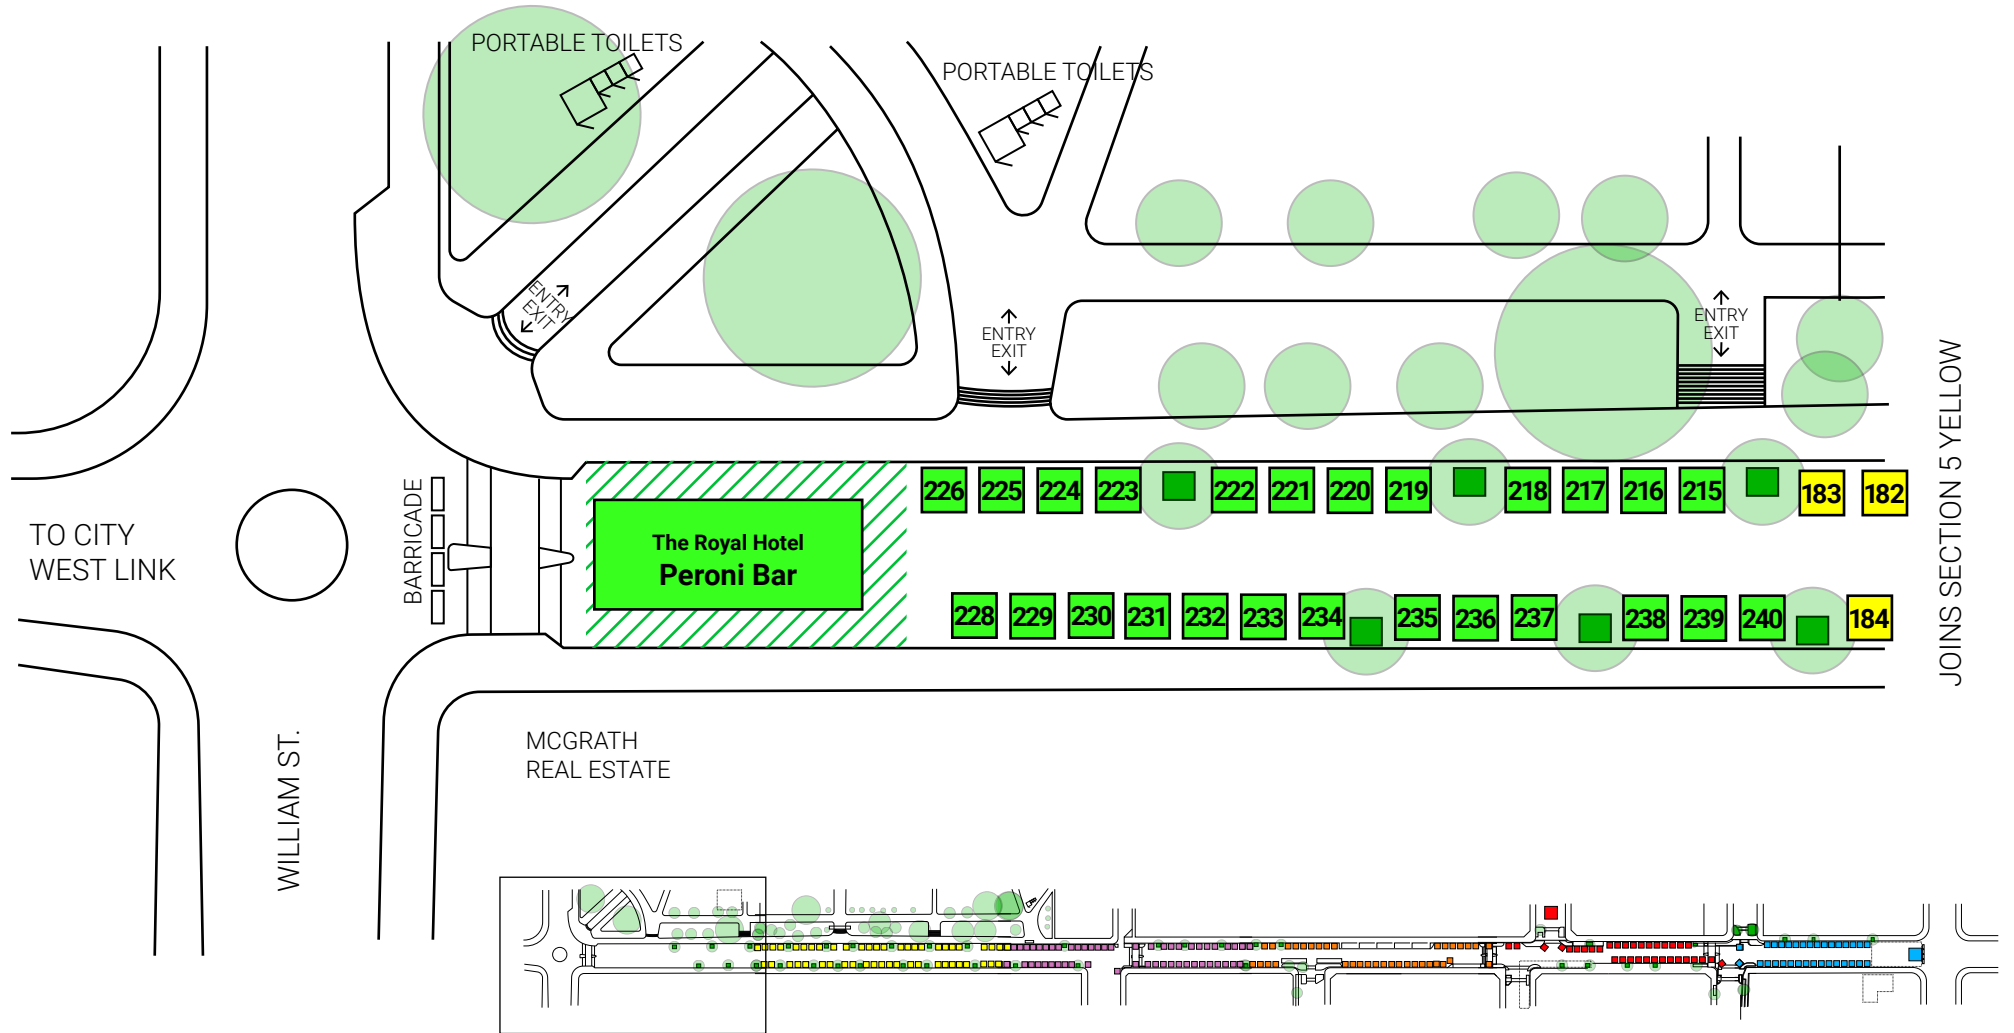 PORTABLE TOILETS
PORTABLE TOILETS
ENTRY
EXIT
ENTRY
EXIT
ENTRY
EXIT
JOINS SECTION 5 YELLOW
TO CITY
WEST LINK
BARRICADE
The Royal Hotel
Peroni Bar
226 225 224 223 222 221 220 219 218 217 216 215 183 182
228 229 230 231 232 233 234 235 236 237 238 239 240 184
WILLIAM ST.
MCGRATH
REAL ESTATE